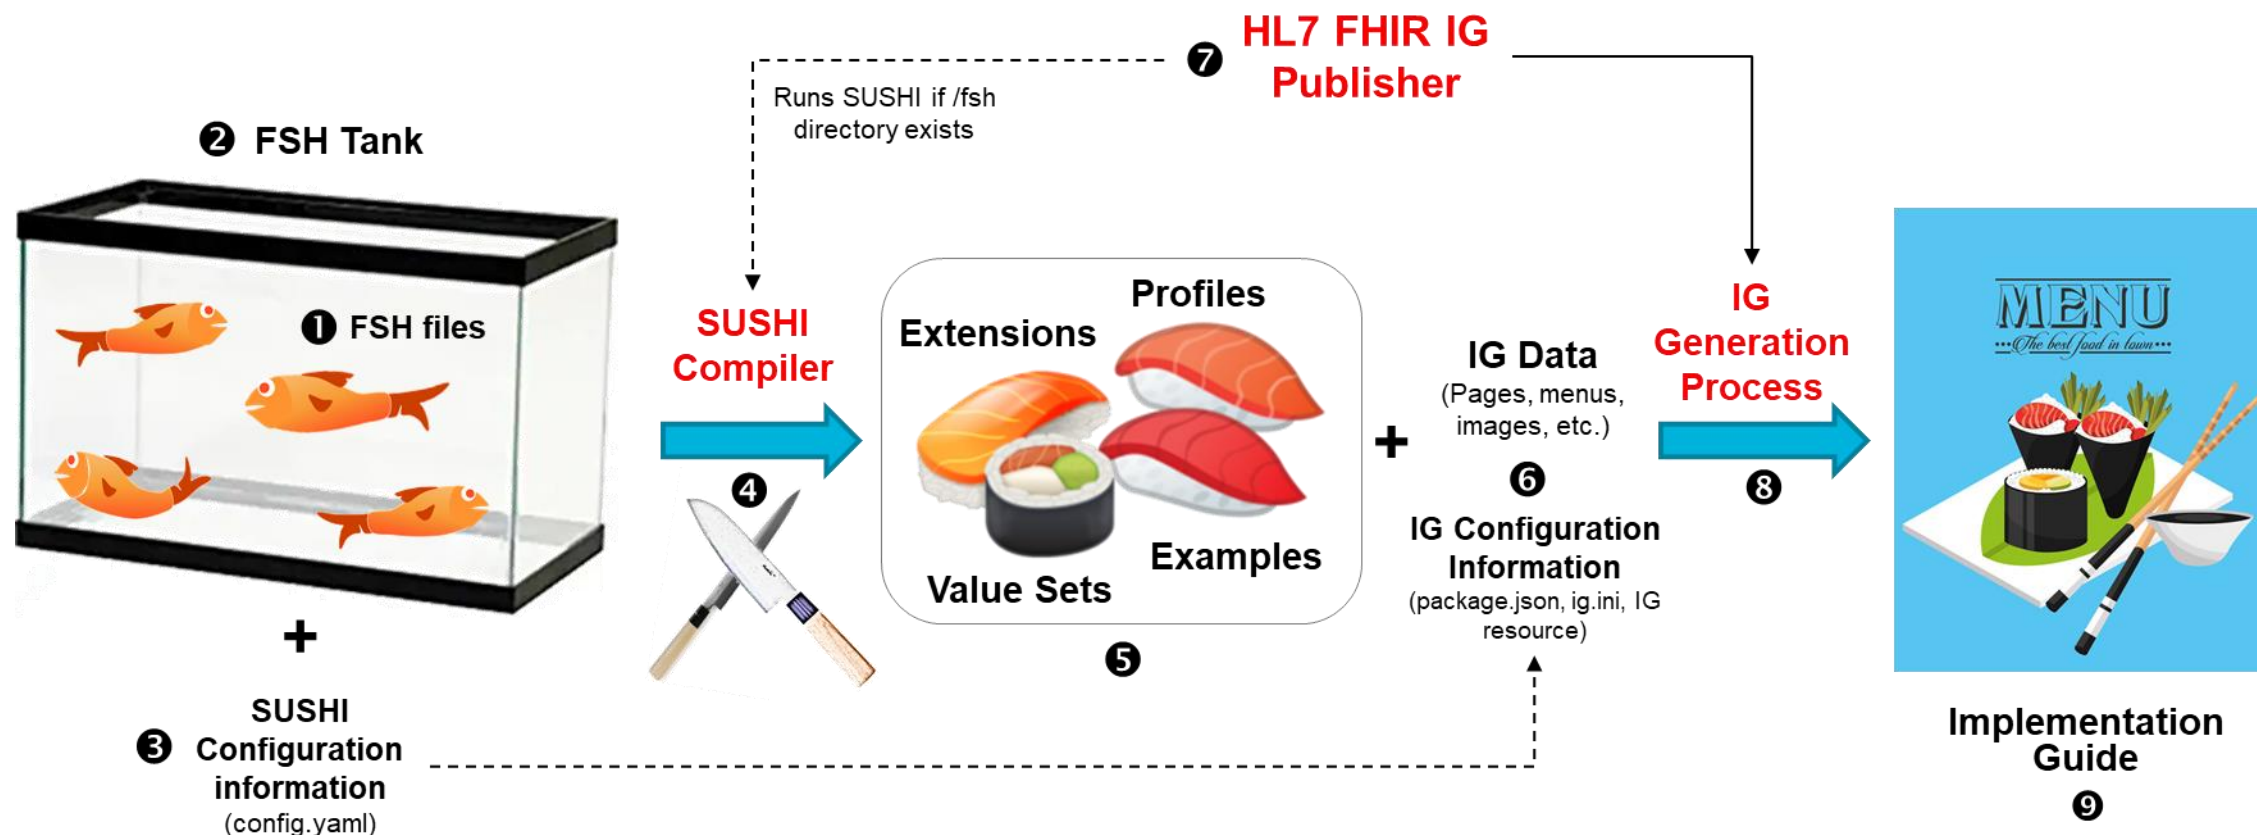 ❼ HL7 FHIR IG
Publisher
Runs SUSHI if /fsh
directory exists
❷ FSH Tank
❶ FSH files
SUSHI
Compiler
❹
Extensions
Profiles
Value Sets
Examples
❺
+
IG Data
(Pages, menus,
images, etc.)
❻
IG Configuration
Information
(package.json, ig.ini, IG
resource)
IG
Generation
Process
❽
MENU
The best food in town
Implementation
Guide
❾
+
❸ SUSHI
Configuration
information
(config.yaml)